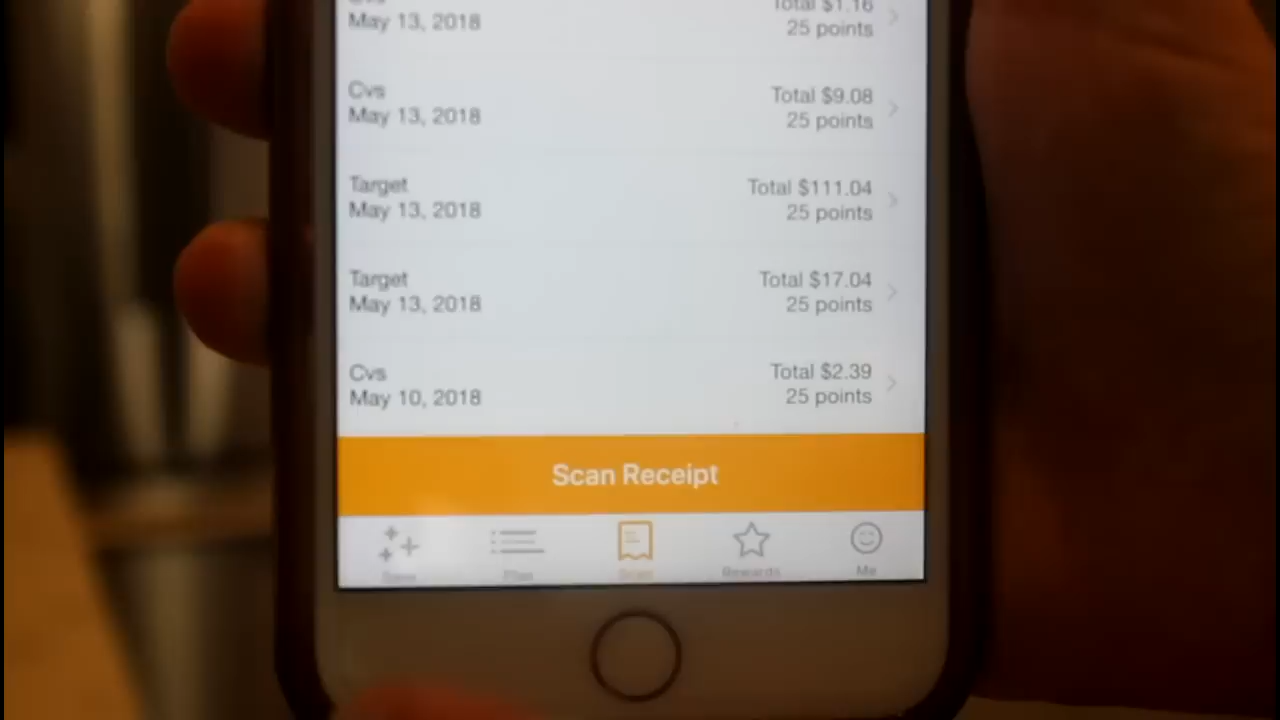 Total $1.16
May 13, 2018
25 points
Cvs
May 13, 2018
Total $9.08
25 points
Target
May 13, 2018
Total $111.04
25 points
Target
May 13, 2018
Total $17.04
25 points
Cvs
May 10, 2018
Total $2.39
25 points
Scan Receipt
Plan
Scan
Rewards
Me